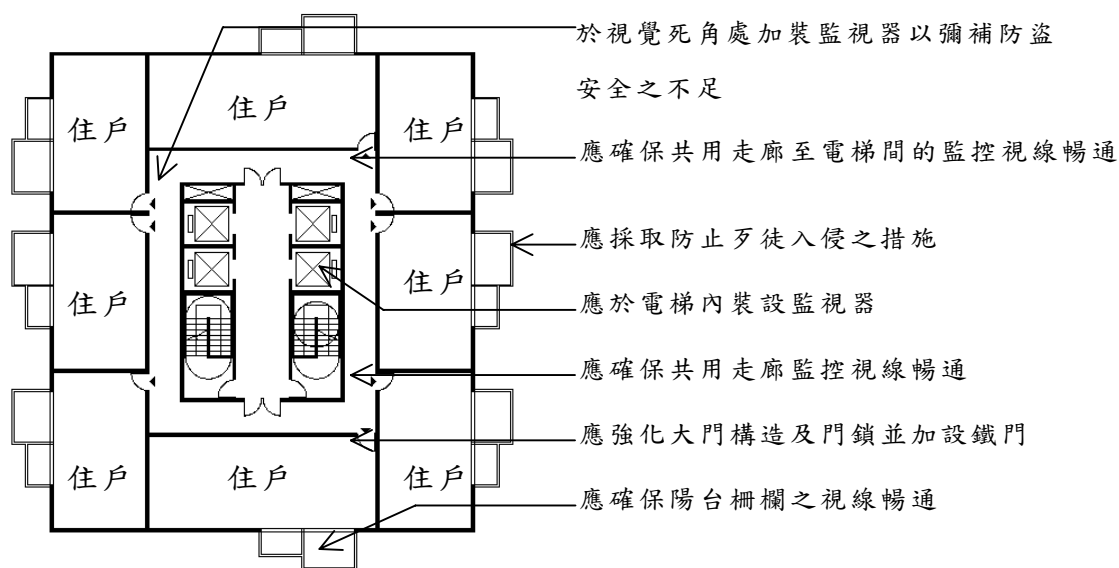 於視覺死角處加裝監視器以彌補防盜
安全之不足
住戶
住戶
住戶
應確保共用走廊至電梯間的監控視線暢通
應採取防止歹徒入侵之措施
住戶
住戶
應於電梯內裝設監視器
應確保共用走廊監控視線暢通
應強化大門構造及門鎖並加設鐵門
住戶
住戶
住戶
應確保陽台柵欄之視線暢通